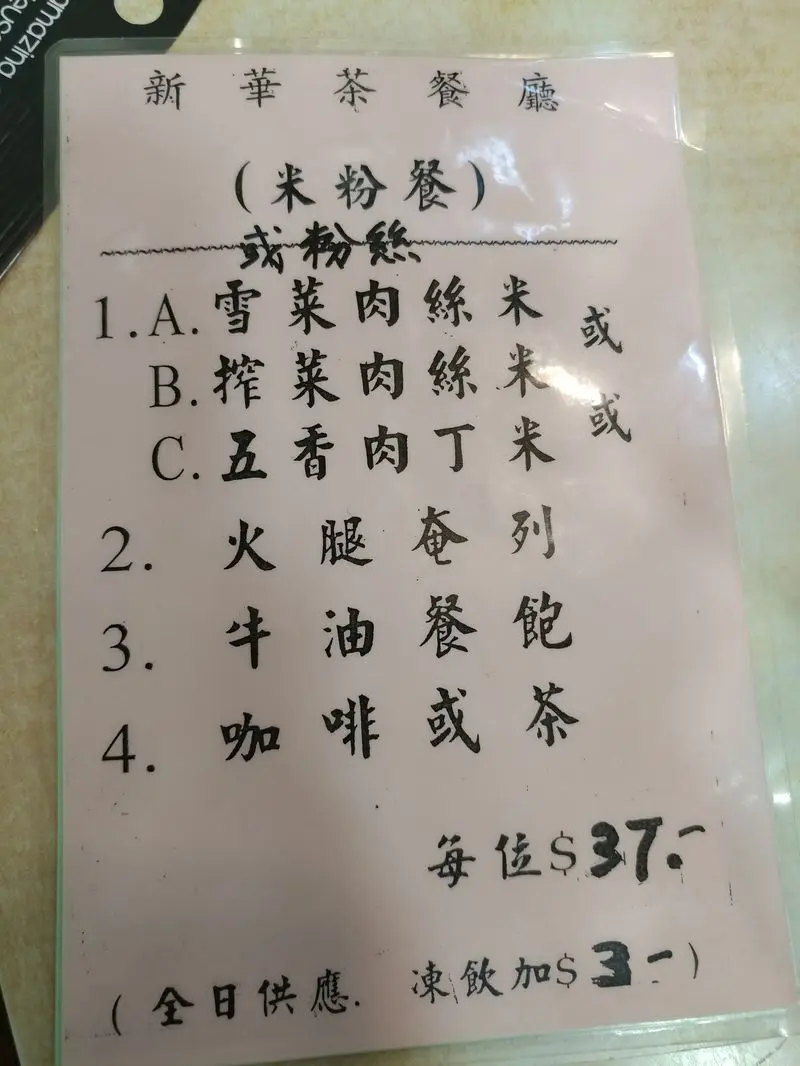 amazing
新華茶餐廳
(米粉餐)
或粉絲
1.A.雪菜肉絲米 或
B.搾菜肉絲米 或
C.五香肉丁米
2. 火腿奄列
3. 牛油餐飽
4. 咖啡或茶
每位$37.-
(全日供應. 凍飲加$3-)